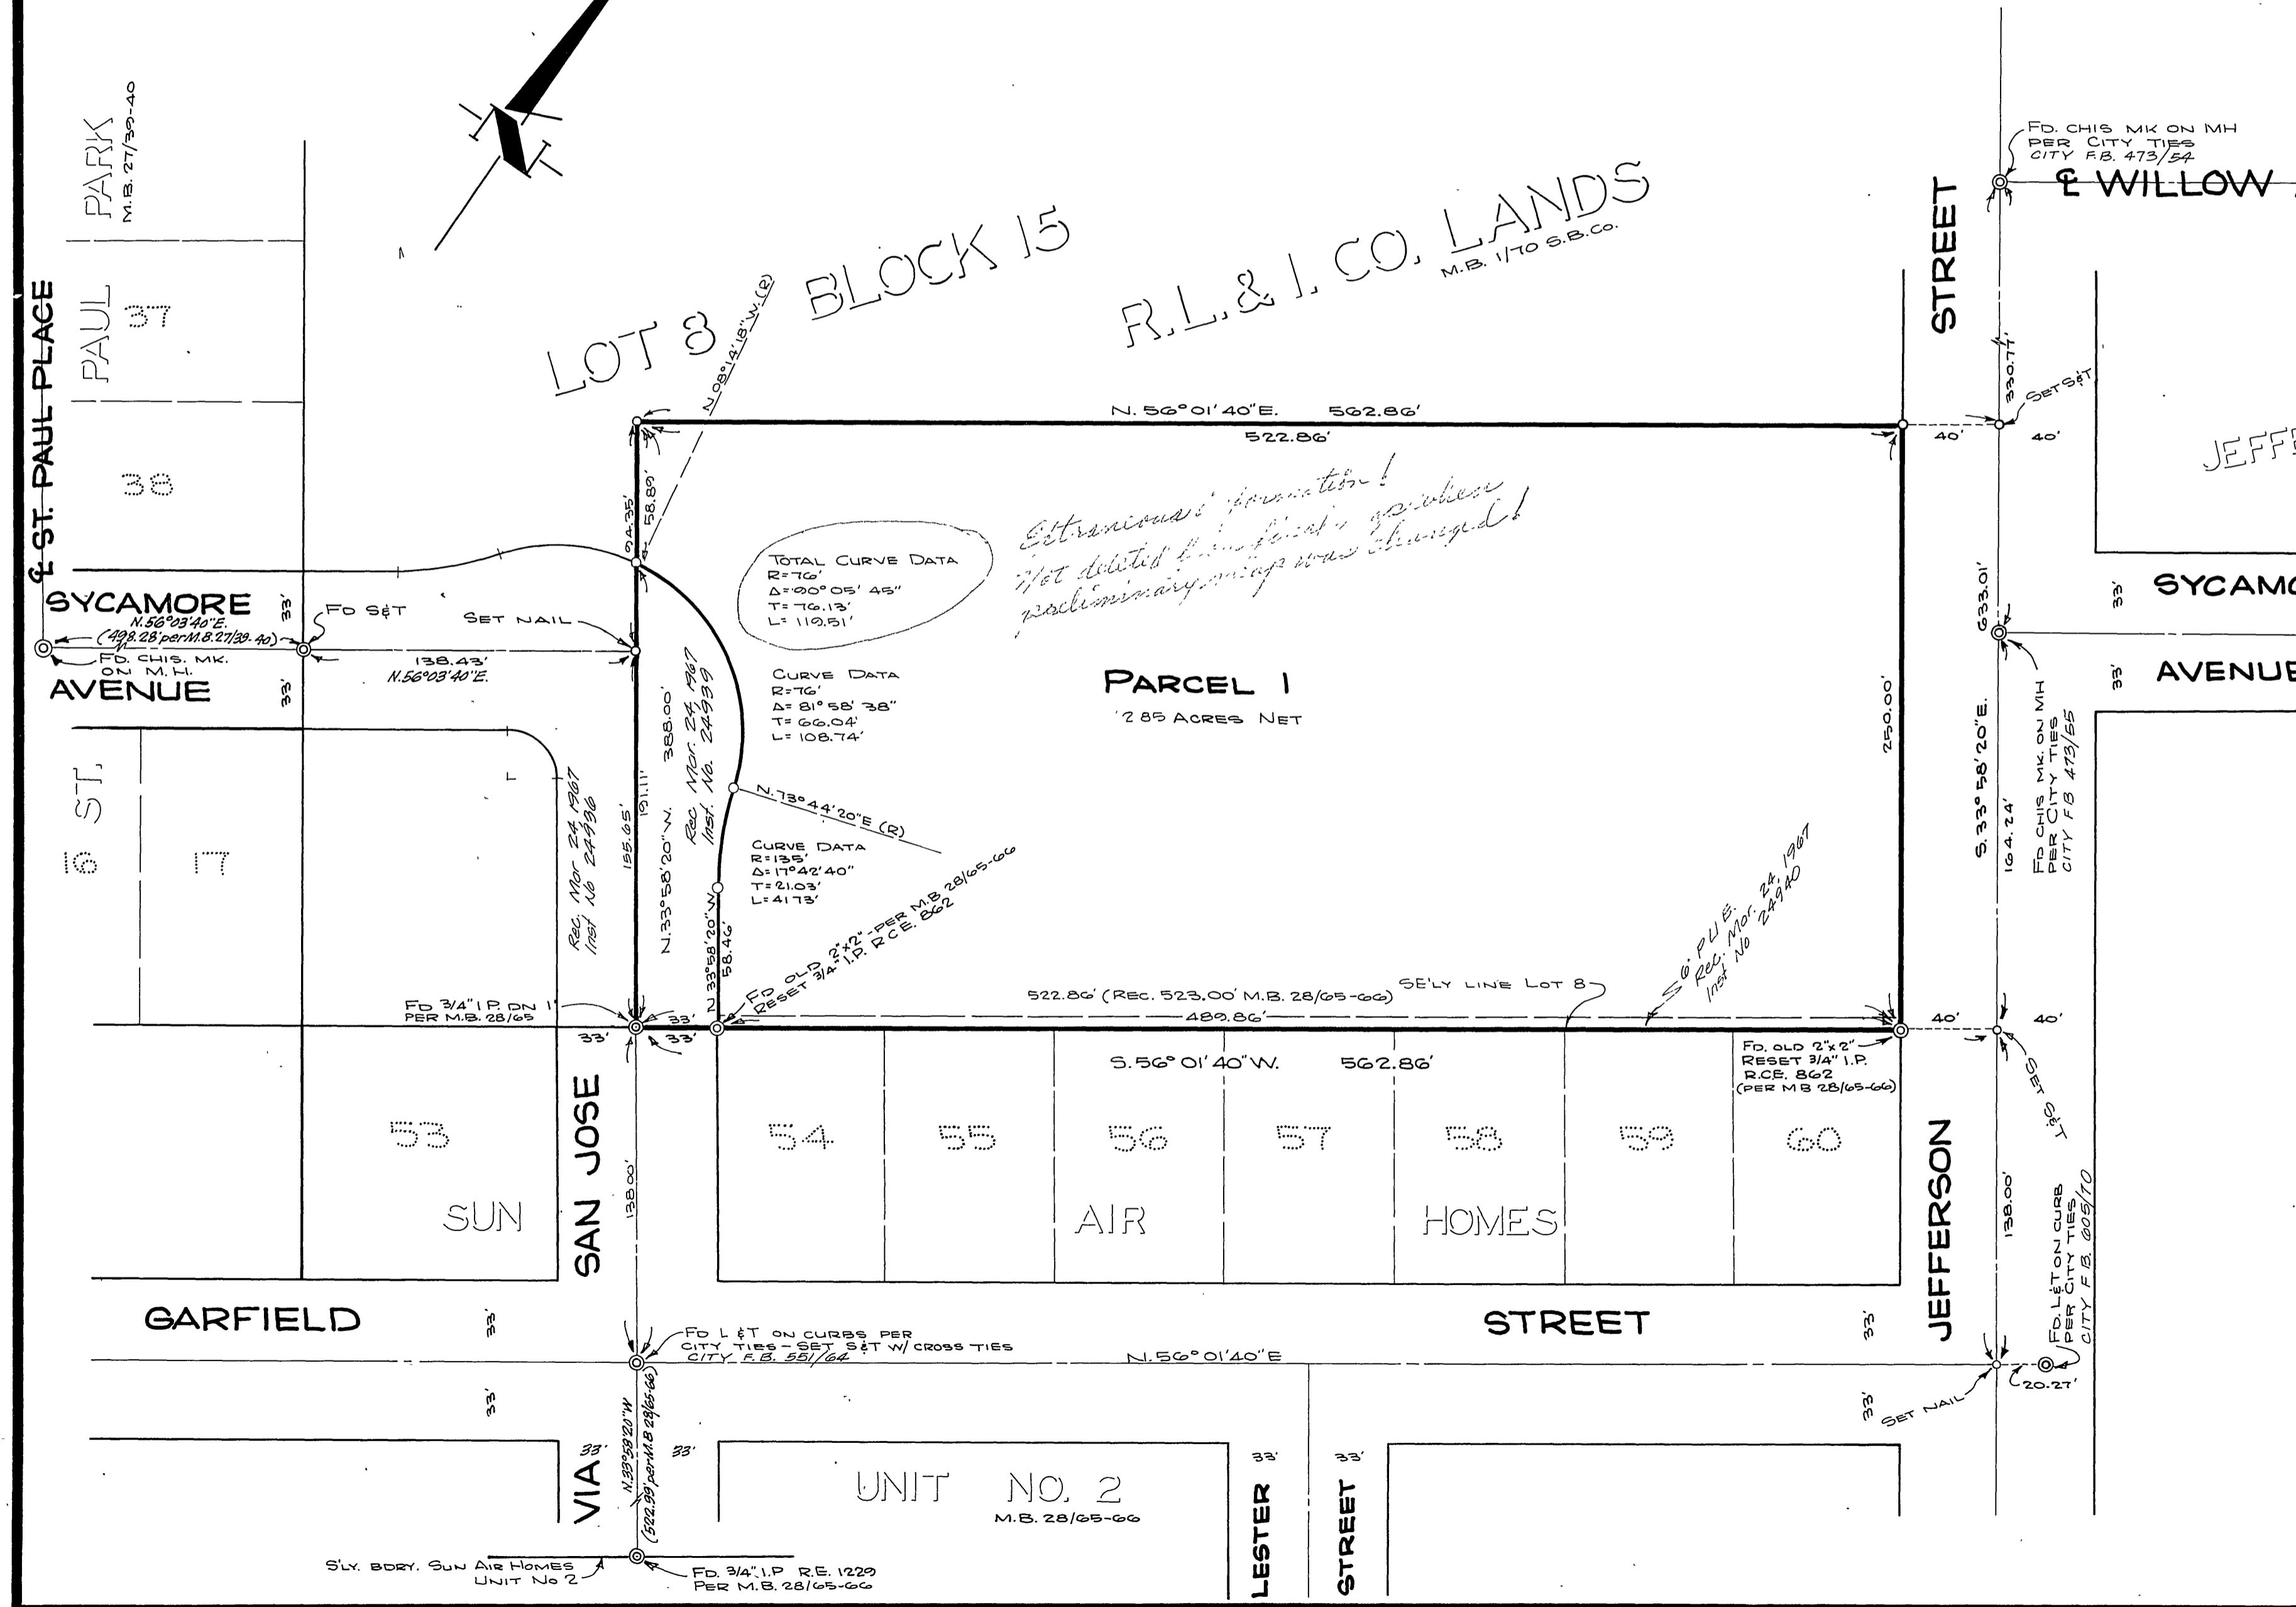 PARK
M.B. 27/39-40
PAUL
37
38
℄ ST. PAUL PLACE
LOT 8 BLOCK 15 R.L. & I. CO. LANDS
M.B. 1/70 S.B.CO.
N 08°14'18"W. (R)
STREET
FD. CHIS MK ON MH
PER CITY TIES
CITY F.B. 473/54
℄ WILLOW
330.77'
SET S&T
40' 40'
N. 56°01'40"E. 562.86'
522.86'
94.35'
58.89'
TOTAL CURVE DATA
R=76'
Δ=90°05'45"
T=76.13'
L=119.51'
Extraneous
Not deleted when
preliminary map was changed!
JEFFE
SYCAMORE
N.56°03'40"E.
(498.28' per M.B. 27/39-40)
FD. CHIS. MK.
ON M.H.
AVENUE
33'
33'
FD S&T
SET NAIL
138.43'
N.56°03'40"E.
CURVE DATA
R=76'
Δ=81°58'38"
T=66.04'
L=108.74'
PARCEL 1
2 85 ACRES NET
250.00'
633.01'
S.33°58'20"E.
164.24'
33' SYCAMO
33' AVENUE
FD CHIS MK. ON MH
PER CITY TIES
CITY FB 473/55
ST.
16
17
Rec. Mar 24, 1967
Inst No 24936
155.65'
191.11'
N.33°58'20"W. 388.00'
Rec Mar. 24, 1967
Inst. No. 24939
N.73°44'20"E (R)
CURVE DATA
R=135'
Δ=17°42'40"
T=21.03'
L=41 73'
N 33°58'20"W
58.46'
FD OLD 2"x2"-PER M.B 28/65-66
RESET 3/4" I.P. R.C.E. 862
6' P U E.
Rec. Mar. 24, 1967
Inst No 24940
FD 3/4" I P. DN 1'
PER M.B. 28/65
522.86' (REC. 523.00' M.B. 28/65-66)
SE'LY LINE LOT 8
33'
489.86'
33' 33'
S.56°01'40"W. 562.86'
FD. OLD 2"x2"
RESET 3/4" I.P.
R.C.E. 862
(PER M B 28/65-66)
40' 40'
SET S&T
53
54
55
56
57
58
59
60
SUN AIR HOMES
SAN JOSE
138.00'
JEFFERSON
138.00'
FD. L&T ON CURB
PER CITY TIES
CITY F B. 605/70
GARFIELD
33'
STREET
33'
FD L &T ON CURBS PER
CITY TIES-SET S&T W/ CROSS TIES
CITY F.B. 551/64
N.56°01'40"E
20.27'
33'
33'
SET NAIL
VIA
33' 33'
N.33°58'20"W
(522.99' per M.B 28/65-66)
UNIT NO. 2
M.B. 28/65-66
33' 33'
LESTER
STREET
S'LY. BDRY. SUN AIR HOMES
UNIT NO 2
FD. 3/4" I.P R.E. 1229
PER M.B. 28/65-66